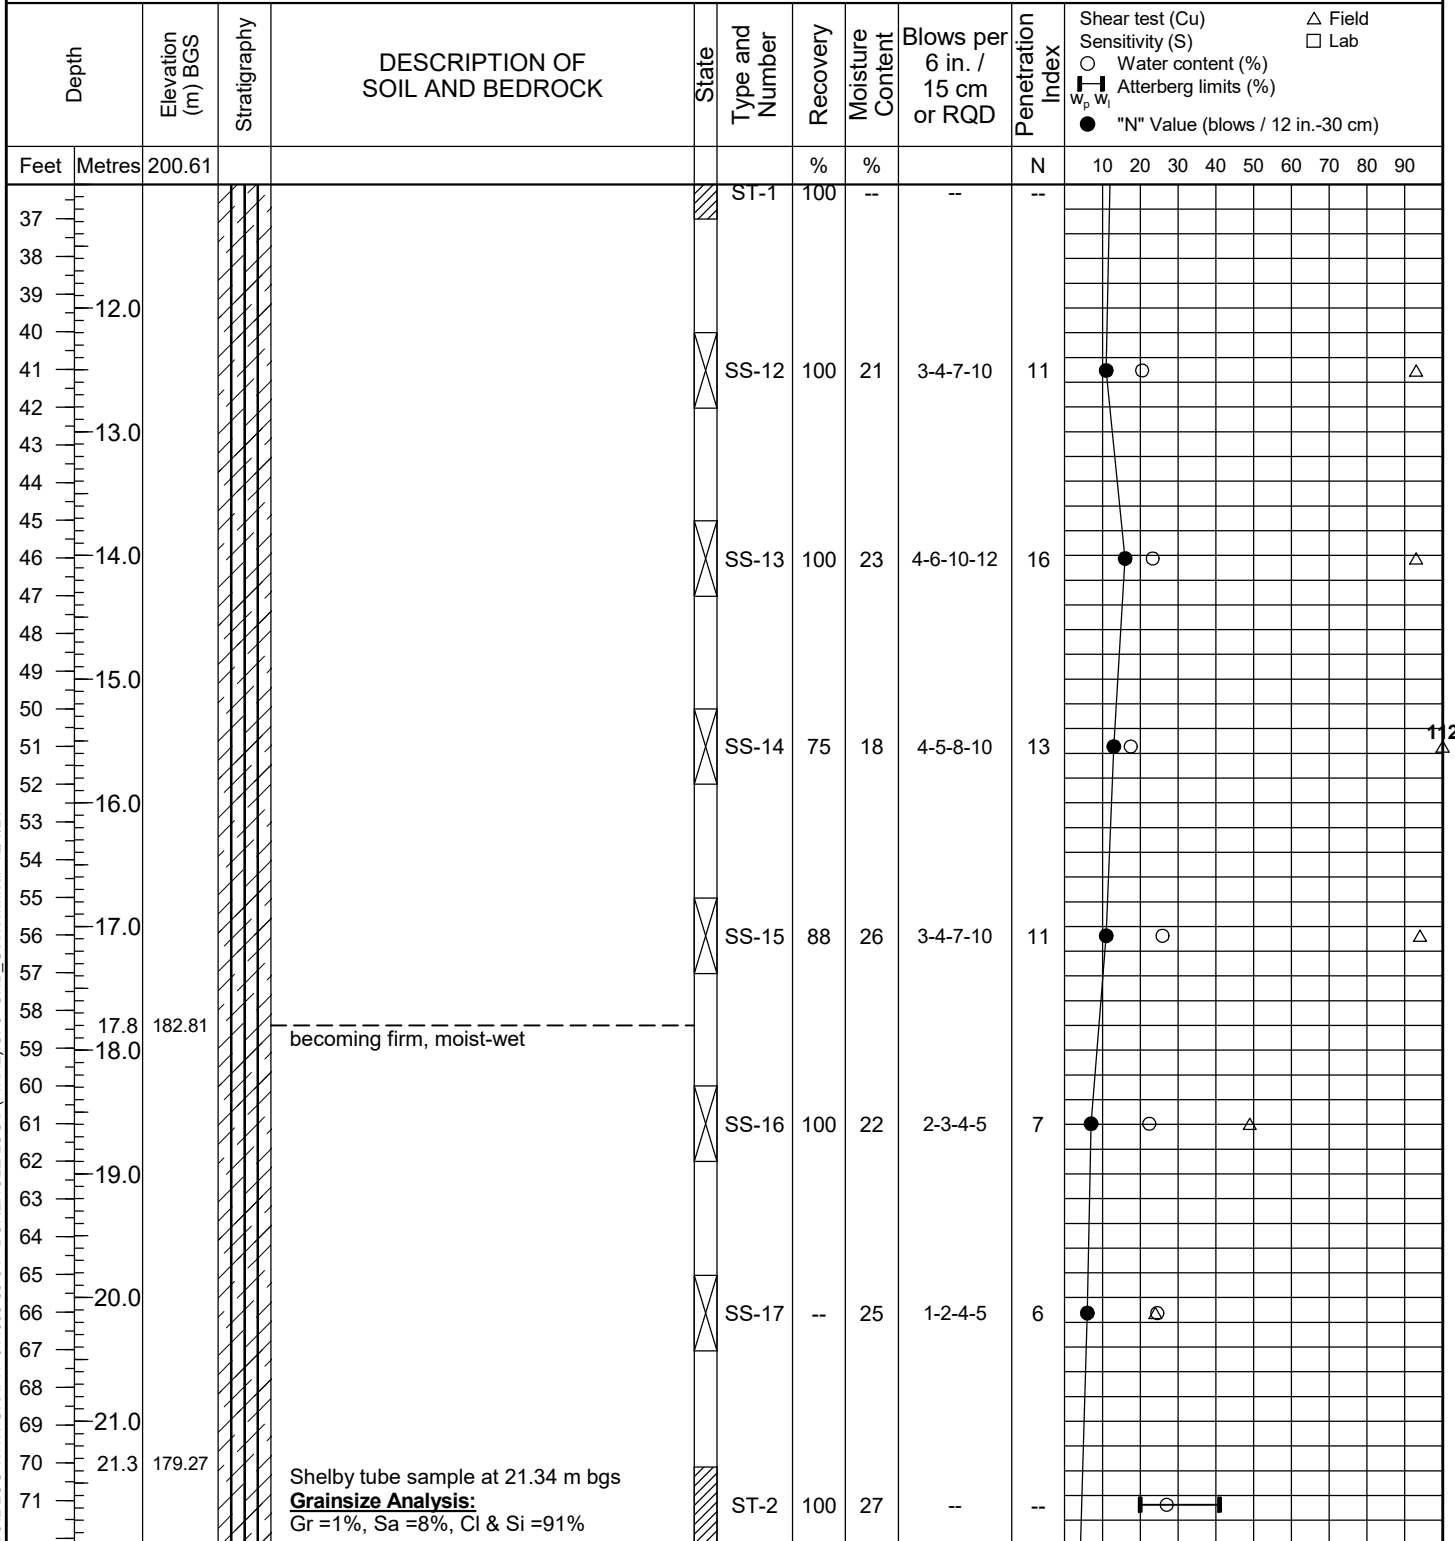 Depth
Elevation (m) BGS
Stratigraphy
DESCRIPTION OF
SOIL AND BEDROCK
State
Type and Number
Recovery
Moisture Content
Blows per
6 in. /
15 cm
or RQD
Penetration Index
Shear test (Cu) △ Field
Sensitivity (S) □ Lab
○ Water content (%)
Atterberg limits (%)
Wp Wl
● "N" Value (blows / 12 in.-30 cm)
Feet Metres 200.61 % % N 10 20 30 40 50 60 70 80 90
ST-1 100 -- -- --
37
38
39
12.0
40
41 SS-12 100 21 3-4-7-10 11
42
13.0
43
44
45
14.0
46 SS-13 100 23 4-6-10-12 16
47
48
49
15.0
50
112
51 SS-14 75 18 4-5-8-10 13
52
16.0
53
54
55
17.0
56 SS-15 88 26 3-4-7-10 11
57
58
17.8 182.81
becoming firm, moist-wet
59
18.0
60
61 SS-16 100 22 2-3-4-5 7
62
19.0
63
64
65
20.0
66 SS-17 -- 25 1-2-4-5 6
67
68
69
21.0
70 21.3 179.27
Shelby tube sample at 21.34 m bgs
71 Grainsize Analysis: ST-2 100 27 -- --
Gr =1%, Sa =8%, Cl & Si =91%